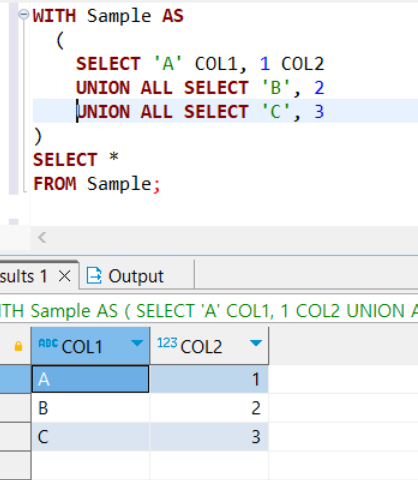 WITH Sample AS
(
SELECT 'A' COL1, 1 COL2
UNION ALL SELECT 'B', 2
UNION ALL SELECT 'C', 3
)
SELECT *
FROM Sample;
sults 1 Output
ITH Sample AS ( SELECT 'A' COL1, 1 COL2 UNION A
ABC COL1 123 COL2
A 1
B 2
C 3